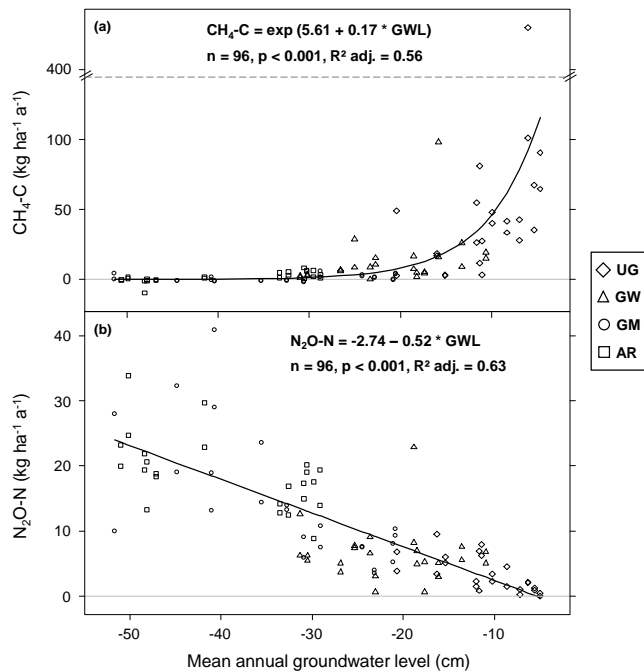 (a)
CH₄-C = exp (5.61 + 0.17 * GWL)
n = 96, p < 0.001, R² adj. = 0.56
400
100
50
0
CH₄-C (kg ha⁻¹ a⁻¹)
(b)
N₂O-N = -2.74 – 0.52 * GWL
n = 96, p < 0.001, R² adj. = 0.63
40
30
20
10
0
N₂O-N (kg ha⁻¹ a⁻¹)
-50 -40 -30 -20 -10
Mean annual groundwater level (cm)
UG
GW
GM
AR